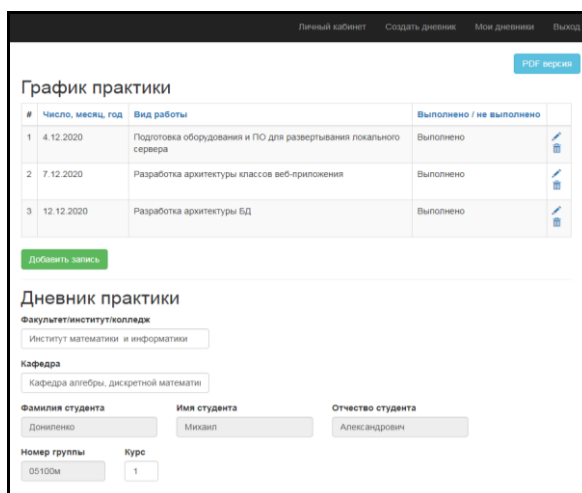 Личный кабинет Создать дневник Мои дневники Выход
PDF версия
График практики
# Число, месяц, год Вид работы Выполнено / не выполнено
1 4.12.2020 Подготовка оборудования и ПО для развертывания локального Выполнено
сервера
2 7.12.2020 Разработка архитектуры классов веб-приложения Выполнено
3 12.12.2020 Разработка архитектуры БД Выполнено
Добавить запись
Дневник практики
Факультет/институт/колледж
Институт математики и информатики
Кафедра
Кафедра алгебры, дискретной математи
Фамилия студента Имя студента Отчество студента
Дониленко Михаил Александрович
Номер группы Курс
05100м 1